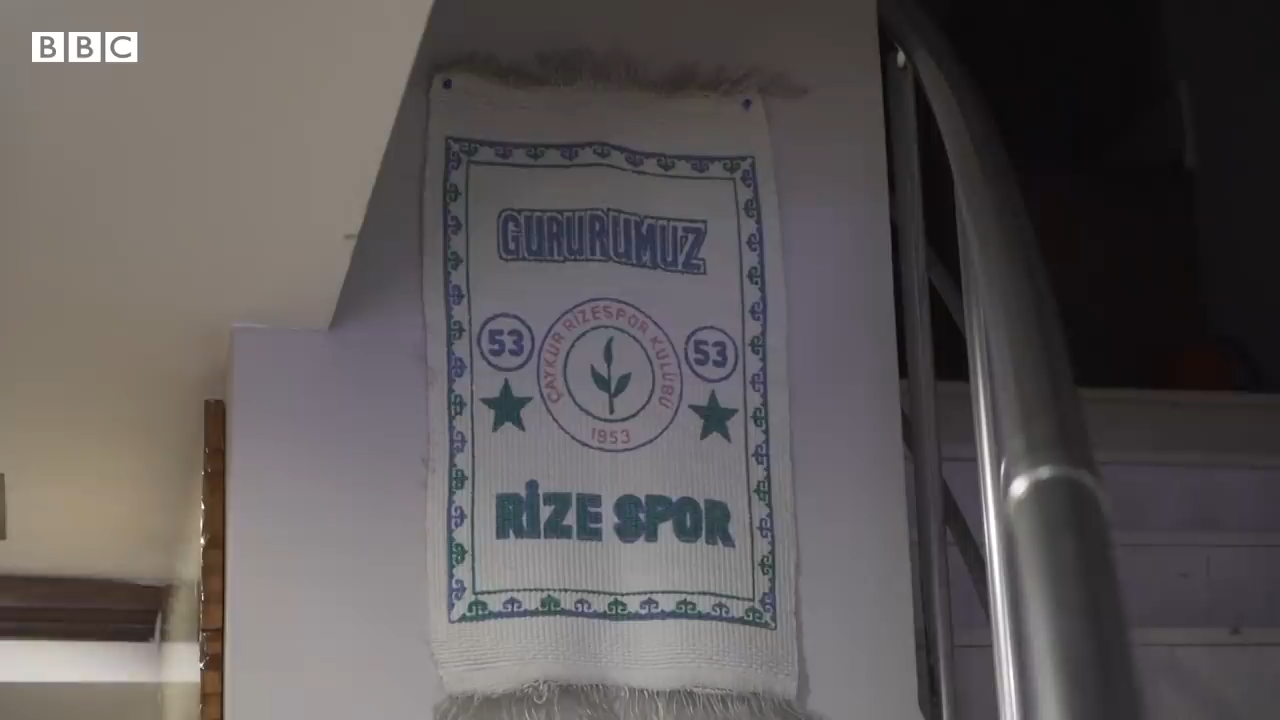 BBC
GURURUMUZ
53
ÇAYKUR RİZESPOR KULÜBÜ
53
1953
RİZE SPOR